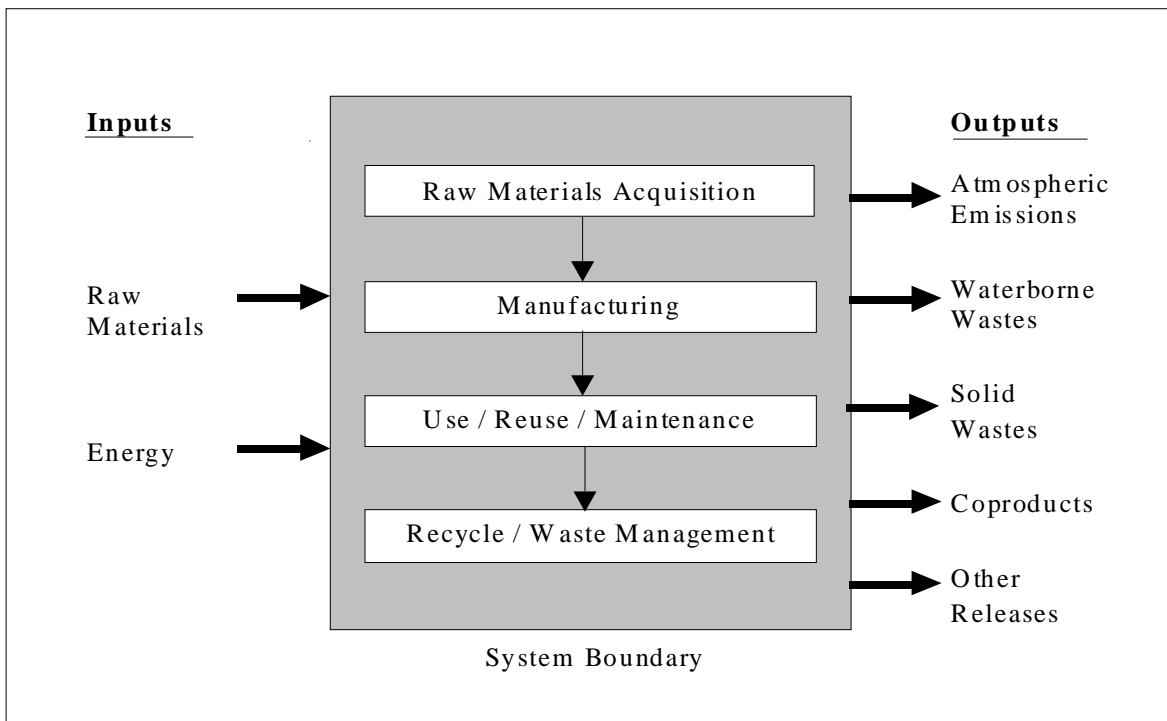 Inputs
Raw
Materials
Energy
Raw Materials Acquisition
Manufacturing
Use / Reuse / Maintenance
Recycle / Waste Management
System Boundary
Outputs
Atmospheric
Emissions
Waterborne
Wastes
Solid
Wastes
Coproducts
Other
Releases